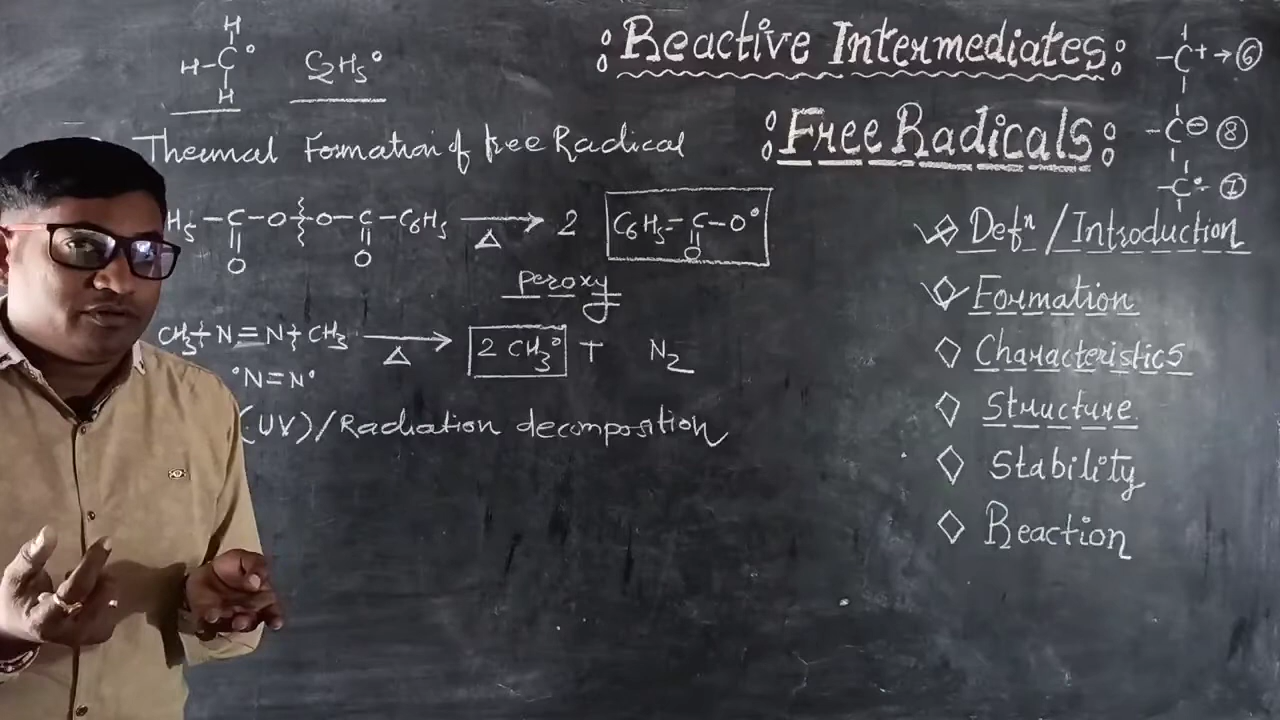 H
H-C°
H
C2H5°
Thermal Formation of free Radical
H5-C-O-O-C-C6H5 → 2 C6H5-C-O°
Δ
O O O
peroxy
CH3-N=N-CH3 → 2 CH3° + N2
Δ
°N=N°
(UV)/Radiation decomposition
Reactive Intermediates
Free Radicals
-C+ → 6
-C⊖ 8
-C• 7
Defn/Introduction
Formation
Characteristics
Structure
Stability
Reaction